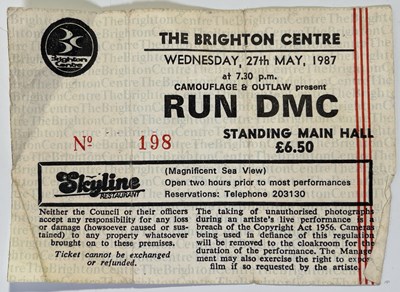 Brighton
Centre
THE BRIGHTON CENTRE
WEDNESDAY, 27th MAY, 1987
at 7.30 p.m.
CAMOUFLAGE & OUTLAW present
RUN DMC
Nº 198
STANDING MAIN HALL
£6.50
Skyline
RESTAURANT
(Magnificent Sea View)
Open two hours prior to most performances
Reservations: Telephone 203130
Neither the Council or their officers
accept any responsibility for any loss
or damage (howsoever caused or sus-
tained) to any property whatsoever
brought on to these premises.
Ticket cannot be exchanged
or refunded.
The taking of unauthorised photographs
during an artiste's live performance is a
breach of the Copyright Act 1956. Cameras
being used in defiance of this regulation
will be removed to the cloakroom for the
duration of the performance. The Manage-
ment may also exercise the right to ex-
film if so requested by the artiste.